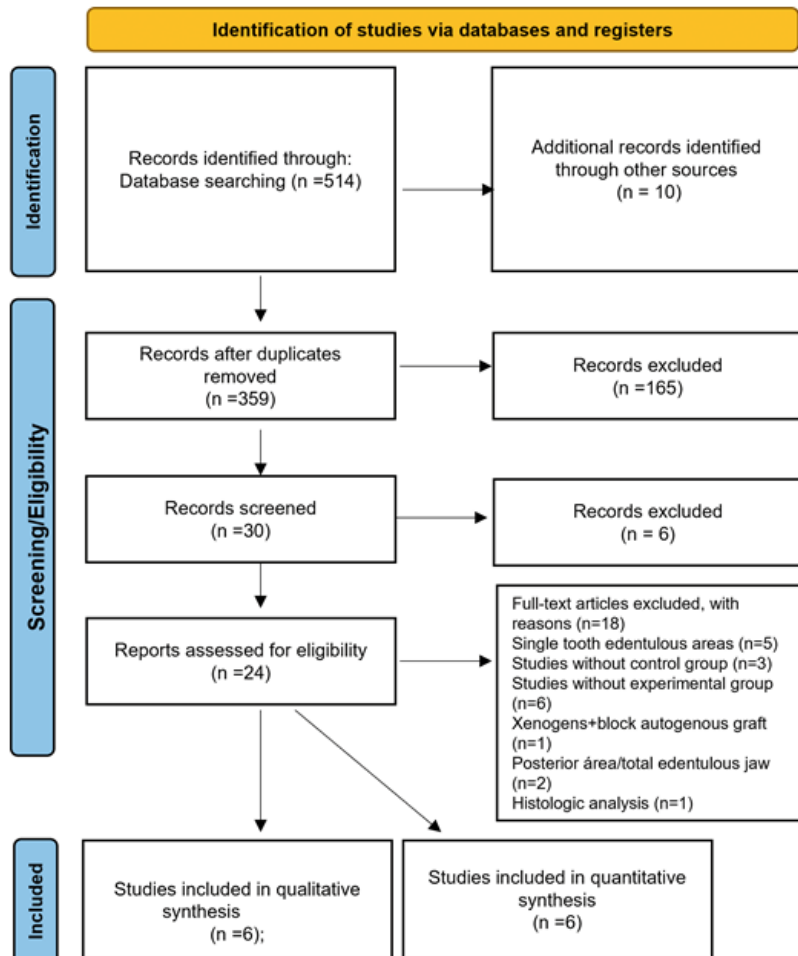 Identification of studies via databases and registers
Identification
Records identified through:
Database searching (n =514)
Additional records identified
through other sources
(n = 10)
Screening/Eligibility
Records after duplicates
removed
(n =359)
Records excluded
(n =165)
Records screened
(n =30)
Records excluded
(n = 6)
Reports assessed for eligibility
(n =24)
Full-text articles excluded, with
reasons (n=18)
Single tooth edentulous areas (n=5)
Studies without control group (n=3)
Studies without experimental group
(n=6)
Xenogens+block autogenous graft
(n=1)
Posterior área/total edentulous jaw
(n=2)
Histologic analysis (n=1)
Included
Studies included in qualitative
synthesis
(n =6);
Studies included in quantitative
synthesis
(n =6)